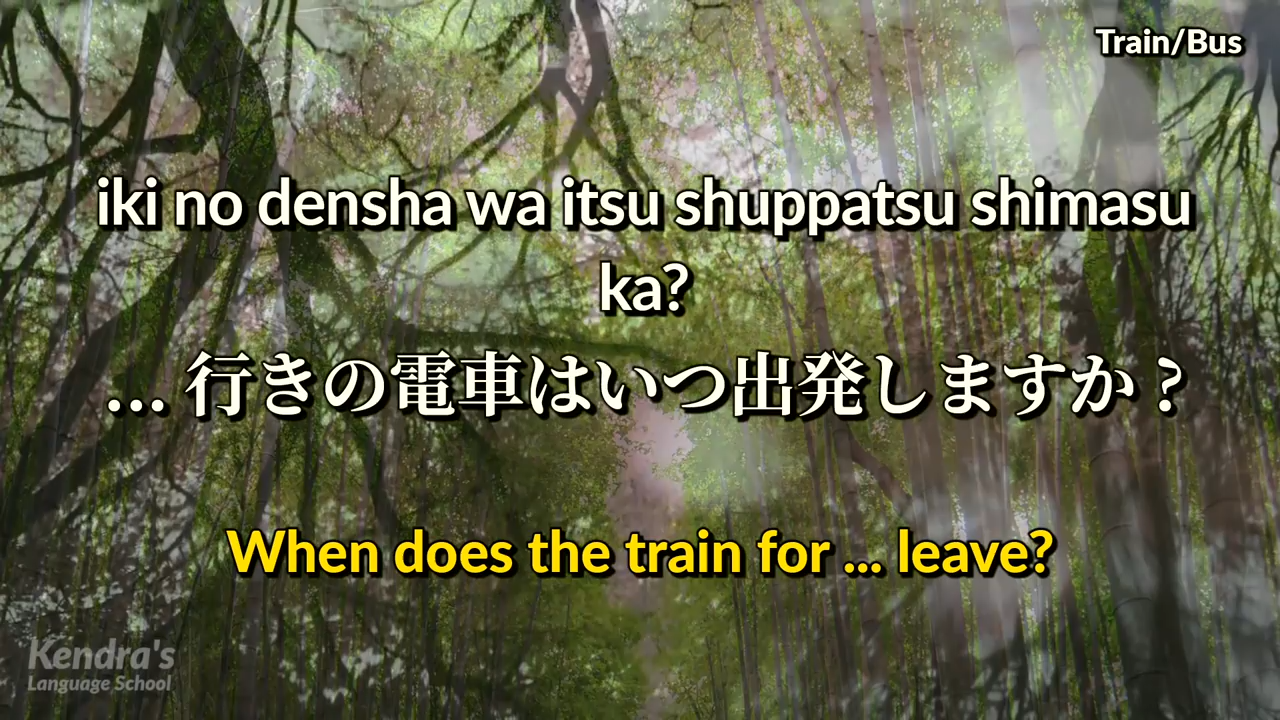 Train/Bus
iki no densha wa itsu shuppatsu shimasu
ka?
... 行きの電車はいつ出発しますか？
When does the train for ... leave?
Kendra's
Language School